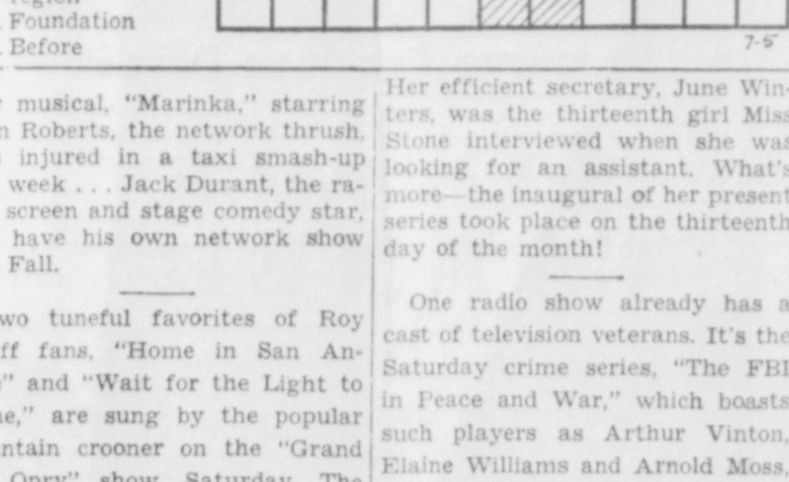 Foundation
Before
7-5
musical, "Marinka," starring
Roberts, the network thrush,
injured in a taxi smash-up
week . . . Jack Durant, the ra-
screen and stage comedy star,
have his own network show
Fall.
wo tuneful favorites of Roy
ff fans, "Home in San An-
" and "Wait for the Light to
e," are sung by the popular
ntain crooner on the "Grand
Opry" show Saturday. The
Her efficient secretary, June Win-
ters, was the thirteenth girl Miss
Stone interviewed when she was
looking for an assistant. What's
more—the inaugural of her present
series took place on the thirteenth
day of the month!
One radio show already has a
cast of television veterans. It's the
Saturday crime series, "The FBI
in Peace and War," which boasts
such players as Arthur Vinton,
Elaine Williams and Arnold Moss,